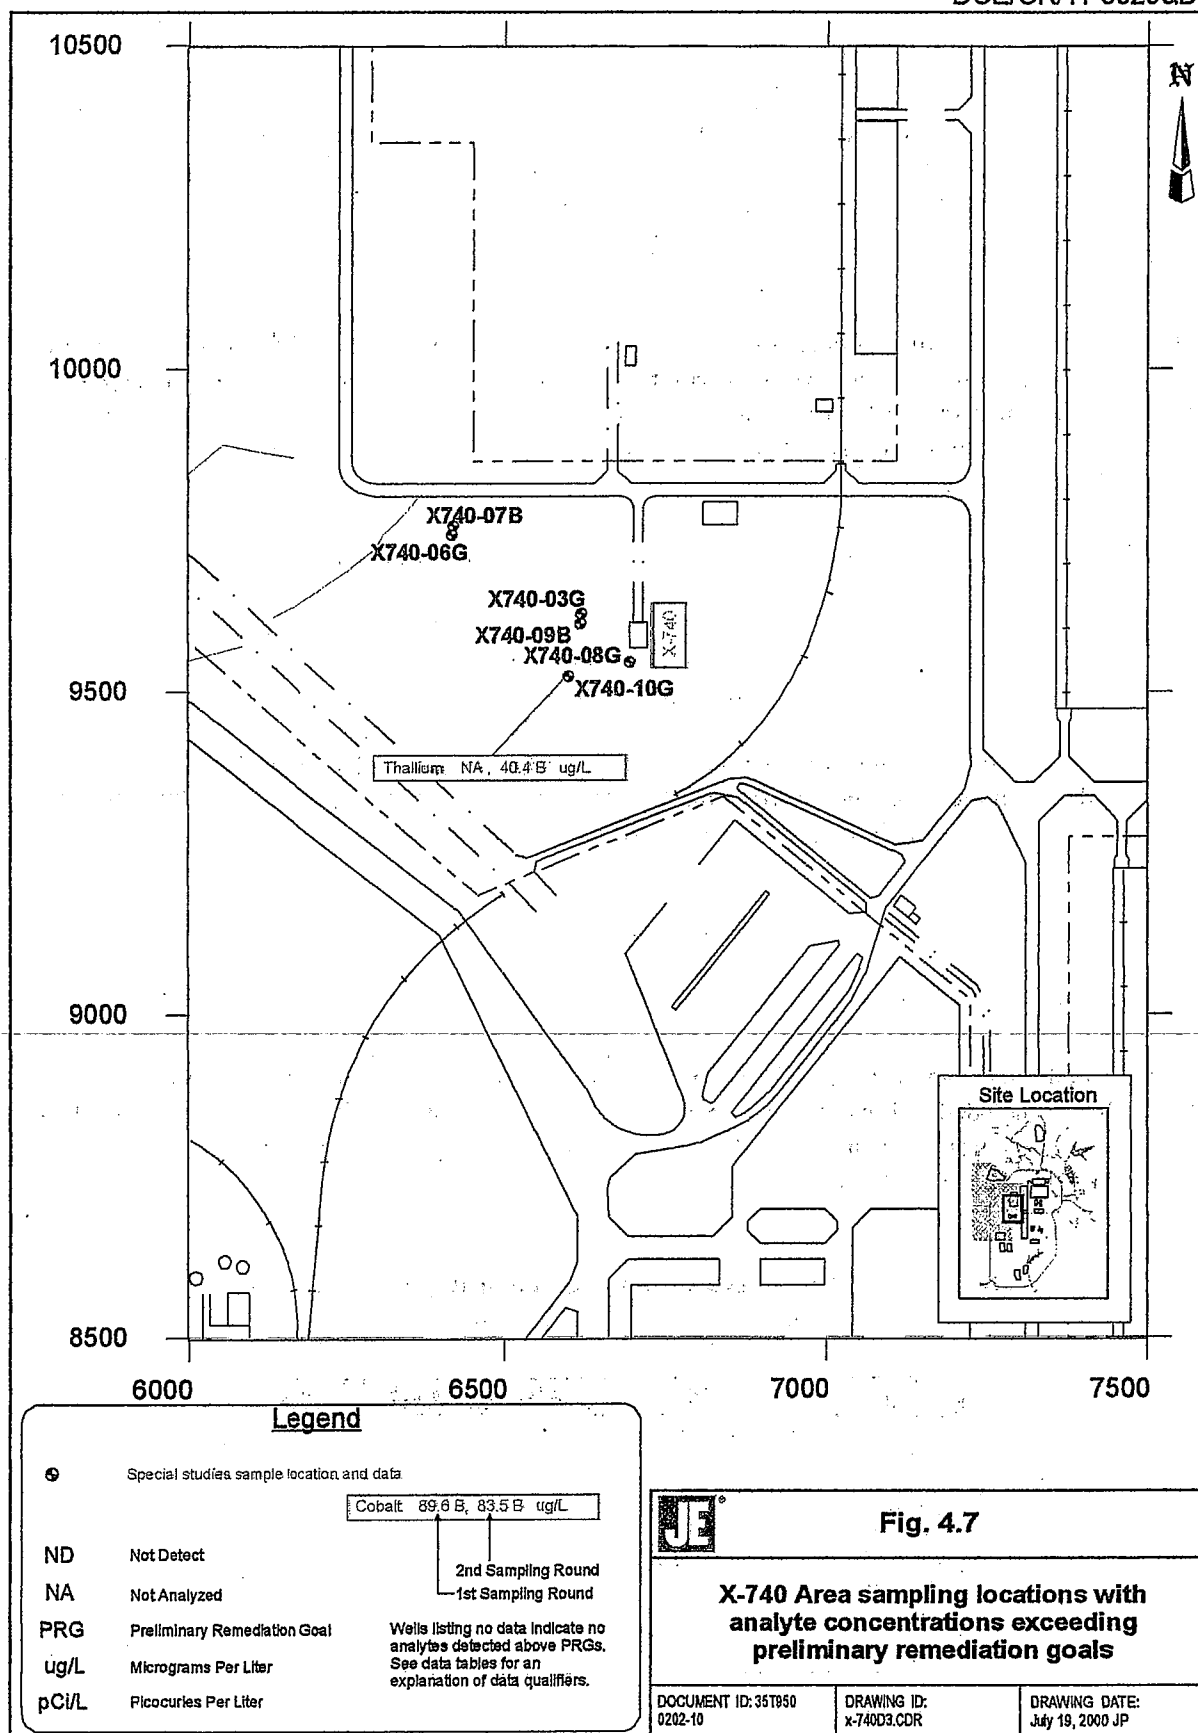 10500
N
10000
X740-07B
X740-06G
X740-03G
X740-09B
X-740
X740-08G
9500
X740-10G
Thallium NA, 40.4 B ug/L
9000
Site Location
8500
6000 6500 7000 7500
Legend
Special studies sample location and data
Cobalt 89.6 B, 83.5 B ug/L
2nd Sampling Round
1st Sampling Round
ND Not Detect
NA Not Analyzed
PRG Preliminary Remediation Goal
ug/L Micrograms Per Liter
pCi/L Picocuries Per Liter
Wells listing no data indicate no
analytes detected above PRGs.
See data tables for an
explanation of data qualifiers.
JE®
Fig. 4.7
X-740 Area sampling locations with
analyte concentrations exceeding
preliminary remediation goals
DOCUMENT ID: 35T950
0202-10
DRAWING ID:
x-740D3.CDR
DRAWING DATE:
July 19, 2000 JP